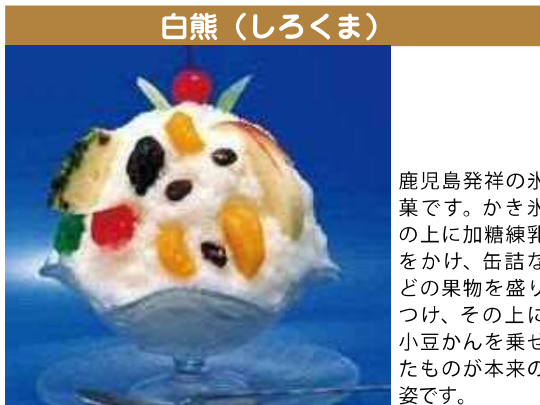 白熊（しろくま）
鹿児島発祥の氷
菓です。かき氷
の上に加糖練乳
をかけ、缶詰な
どの果物を盛り
つけ、その上に
小豆かんを乗せ
たものが本来の
姿です。